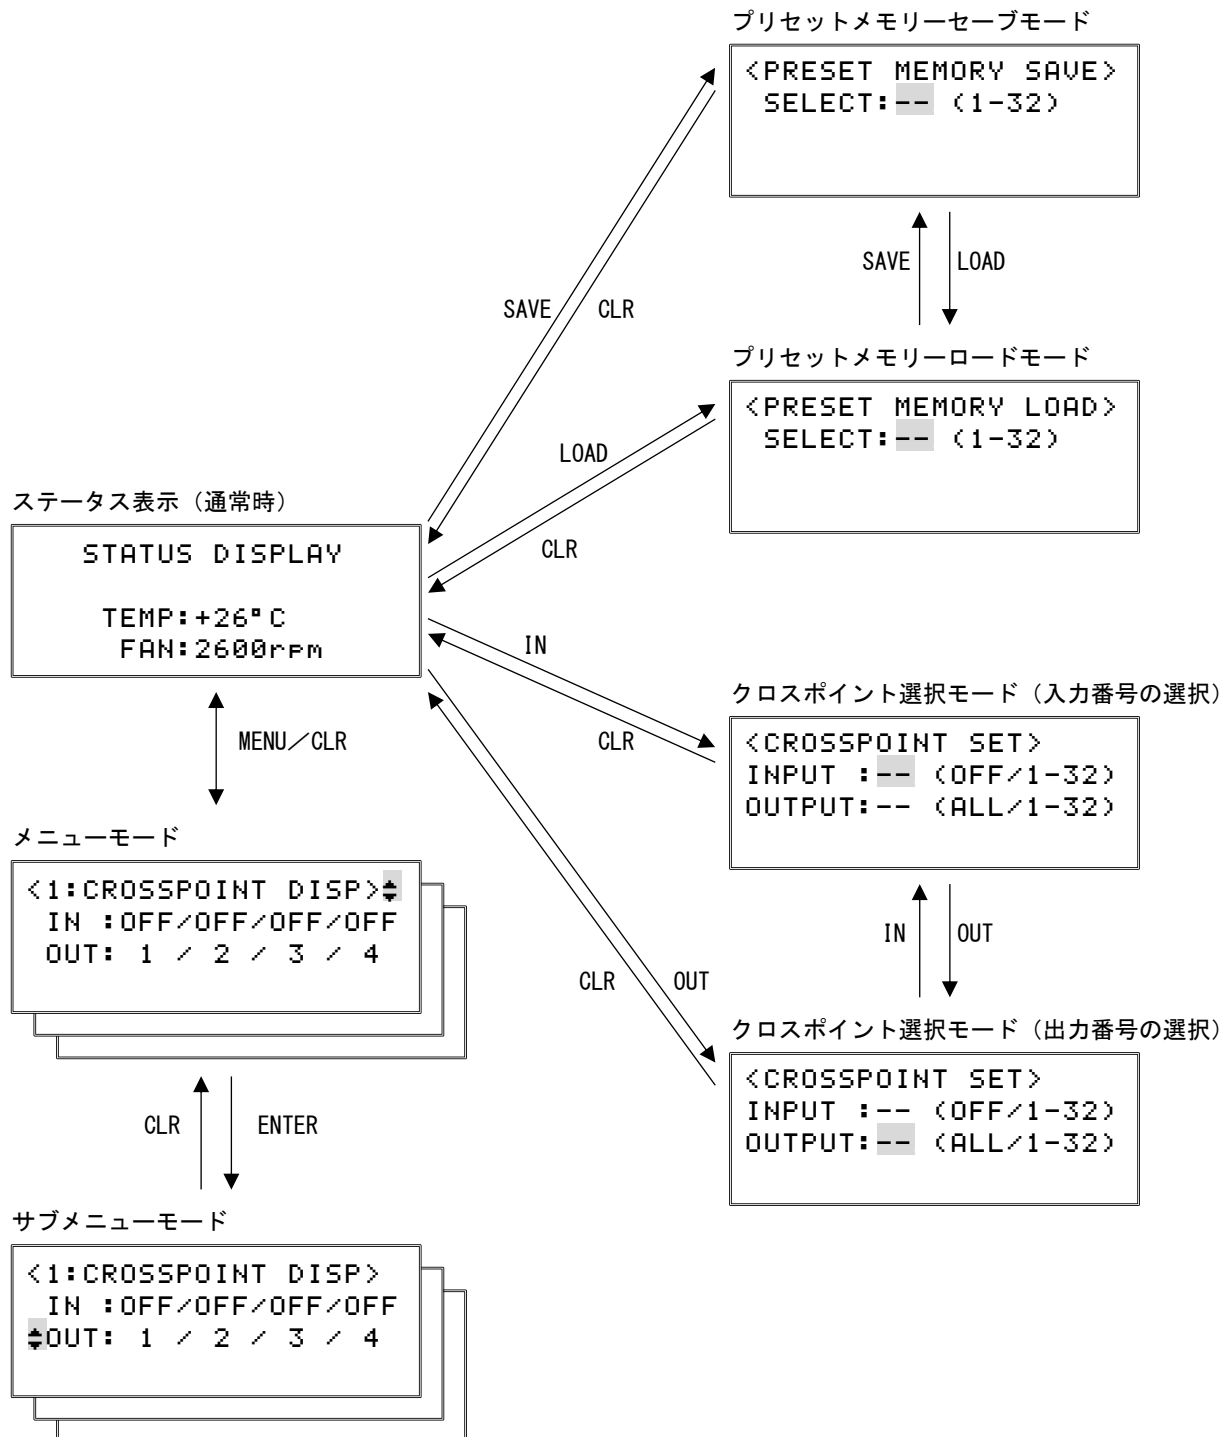 プリセットメモリーセーブモード
<PRESET MEMORY SAVE>
SELECT:-- (1-32)
SAVE
LOAD
SAVE
CLR
プリセットメモリーロードモード
<PRESET MEMORY LOAD>
SELECT:-- (1-32)
LOAD
CLR
ステータス表示（通常時）
STATUS DISPLAY
TEMP:+26°C
FAN:2600rpm
IN
CLR
MENU／CLR
クロスポイント選択モード（入力番号の選択）
<CROSSPOINT SET>
INPUT :-- (OFF/1-32)
OUTPUT:-- (ALL/1-32)
メニューモード
<1:CROSSPOINT DISP>
IN :OFF/OFF/OFF/OFF
OUT: 1 / 2 / 3 / 4
IN
OUT
CLR
OUT
クロスポイント選択モード（出力番号の選択）
<CROSSPOINT SET>
INPUT :-- (OFF/1-32)
OUTPUT:-- (ALL/1-32)
CLR
ENTER
サブメニューモード
<1:CROSSPOINT DISP>
IN :OFF/OFF/OFF/OFF
OUT: 1 / 2 / 3 / 4